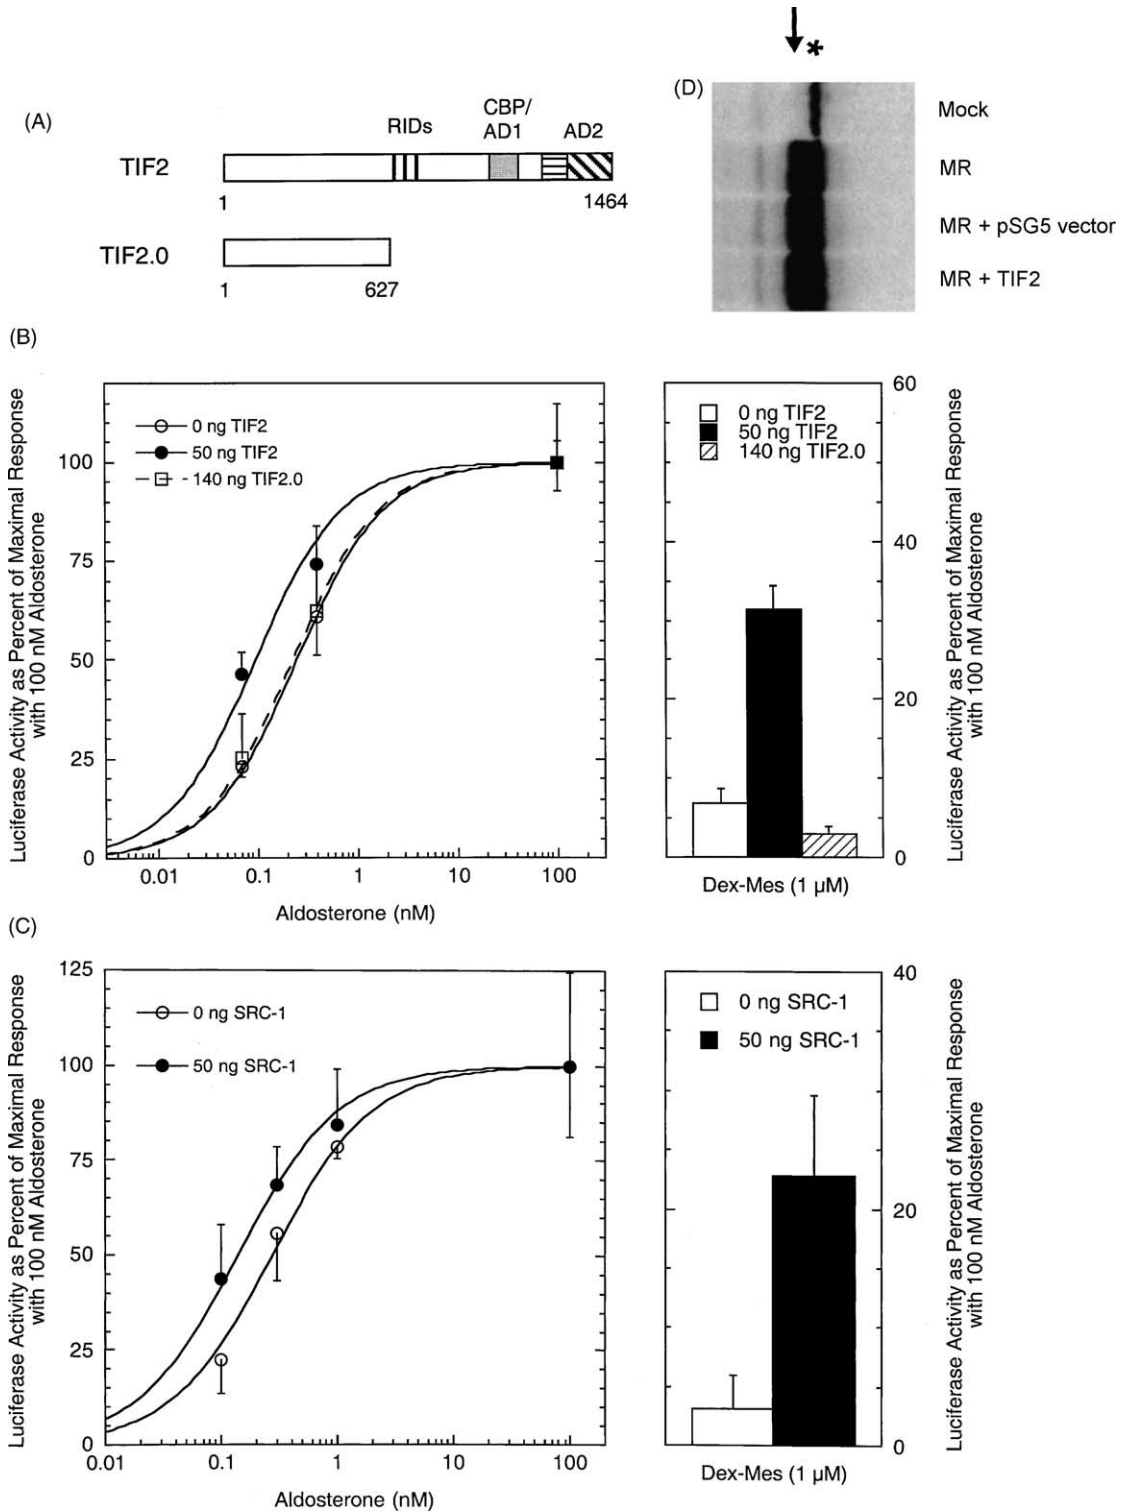 (A)
RIDs
CBP/
AD1
AD2
TIF2
1
1464
TIF2.0
1
627
*
(D)
Mock
MR
MR + pSG5 vector
MR + TIF2
(B)
Luciferase Activity as Percent of Maximal Response
with 100 nM Aldosterone
0 ng TIF2
50 ng TIF2
140 ng TIF2.0
100
75
50
25
0
0.01
0.1
1
10
100
Aldosterone (nM)
0 ng TIF2
50 ng TIF2
140 ng TIF2.0
60
40
20
0
Dex-Mes (1 μM)
Luciferase Activity as Percent of Maximal Response
with 100 nM Aldosterone
(C)
Luciferase Activity as Percent of Maximal Response
with 100 nM Aldosterone
0 ng SRC-1
50 ng SRC-1
125
100
75
50
25
0
0.01
0.1
1
10
100
Aldosterone (nM)
0 ng SRC-1
50 ng SRC-1
40
20
0
Dex-Mes (1 μM)
Luciferase Activity as Percent of Maximal Response
with 100 nM Aldosterone